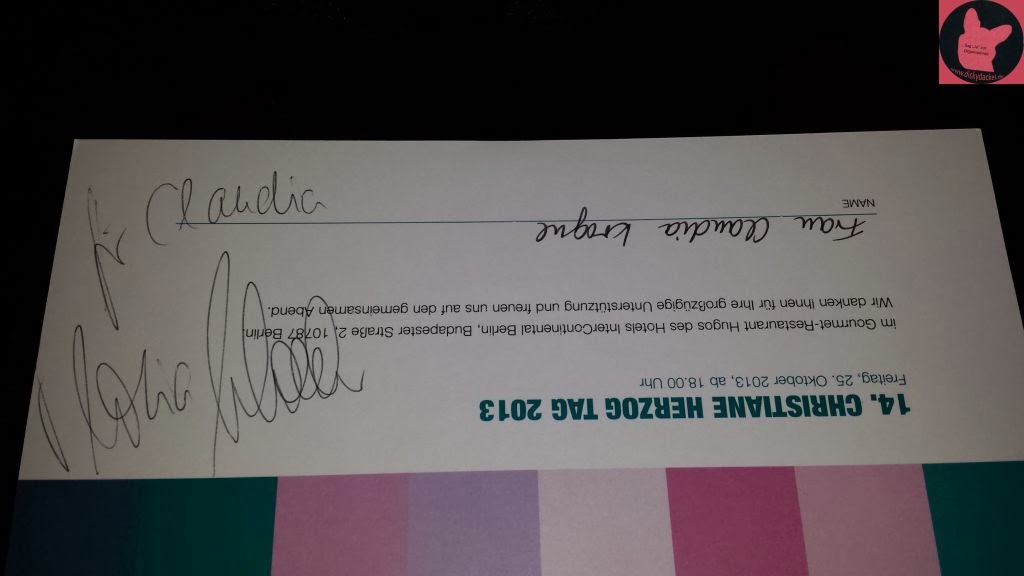 14. CHRISTIANE HERZOG TAG 2013
Freitag, 25. Oktober 2013, ab 18.00 Uhr
im Gourmet-Restaurant Hugos des Hotels InterContinental Berlin, Budapester Straße 2, 10787 Berlin.
Wir danken Ihnen für Ihre großzügige Unterstützung und freuen uns auf den gemeinsamen Abend.
Frau Claudia
NAME
für Claudia